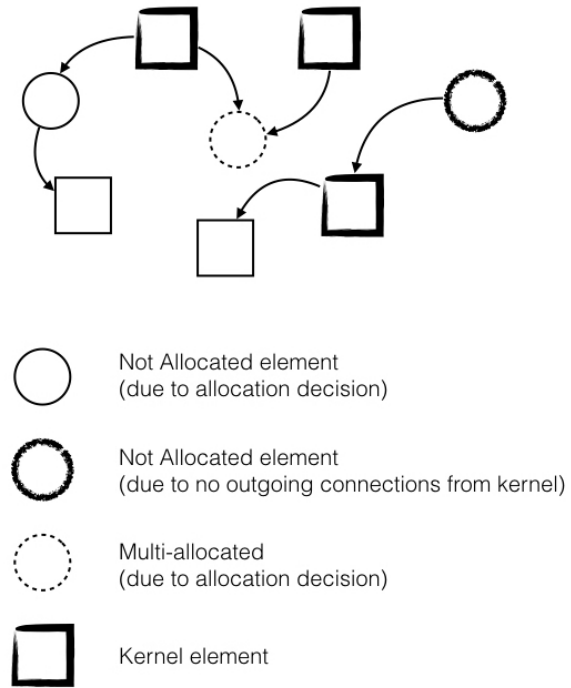 Not Allocated element
(due to allocation decision)
Not Allocated element
(due to no outgoing connections from kernel)
Multi-allocated
(due to allocation decision)
Kernel element